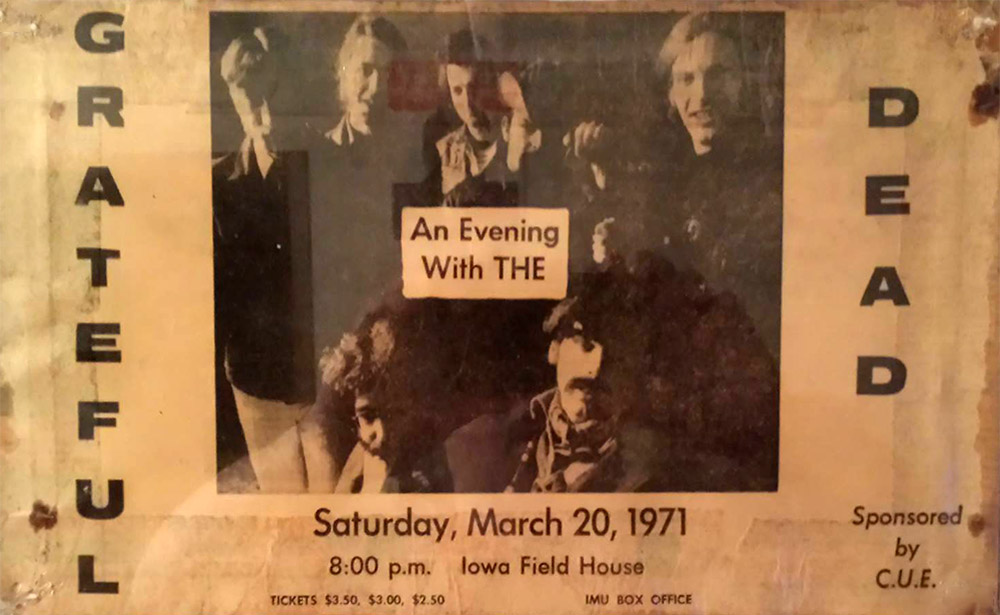 GRATEFUL
An Evening
With THE
DEAD
Saturday, March 20, 1971
8:00 p.m. Iowa Field House
TICKETS $3.50, $3.00, $2.50 IMU BOX OFFICE
Sponsored
by
C.U.E.